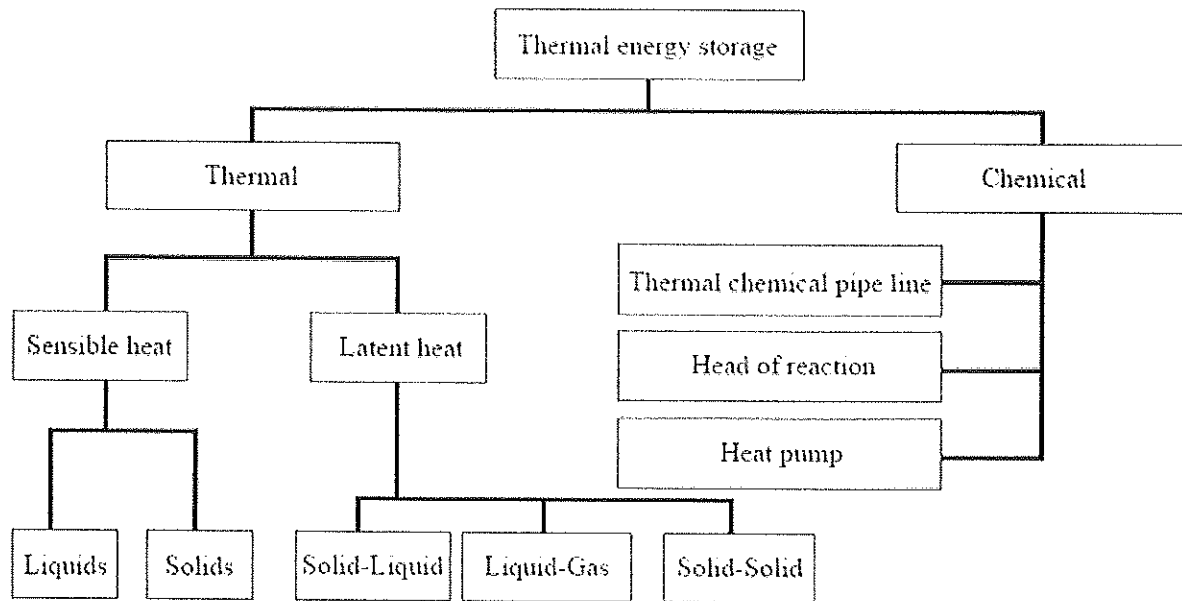 Thermal energy storage
Thermal
Chemical
Thermal chemical pipe line
Sensible heat
Latent heat
Head of reaction
Heat pump
Liquids
Solids
Solid-Liquid
Liquid-Gas
Solid-Solid